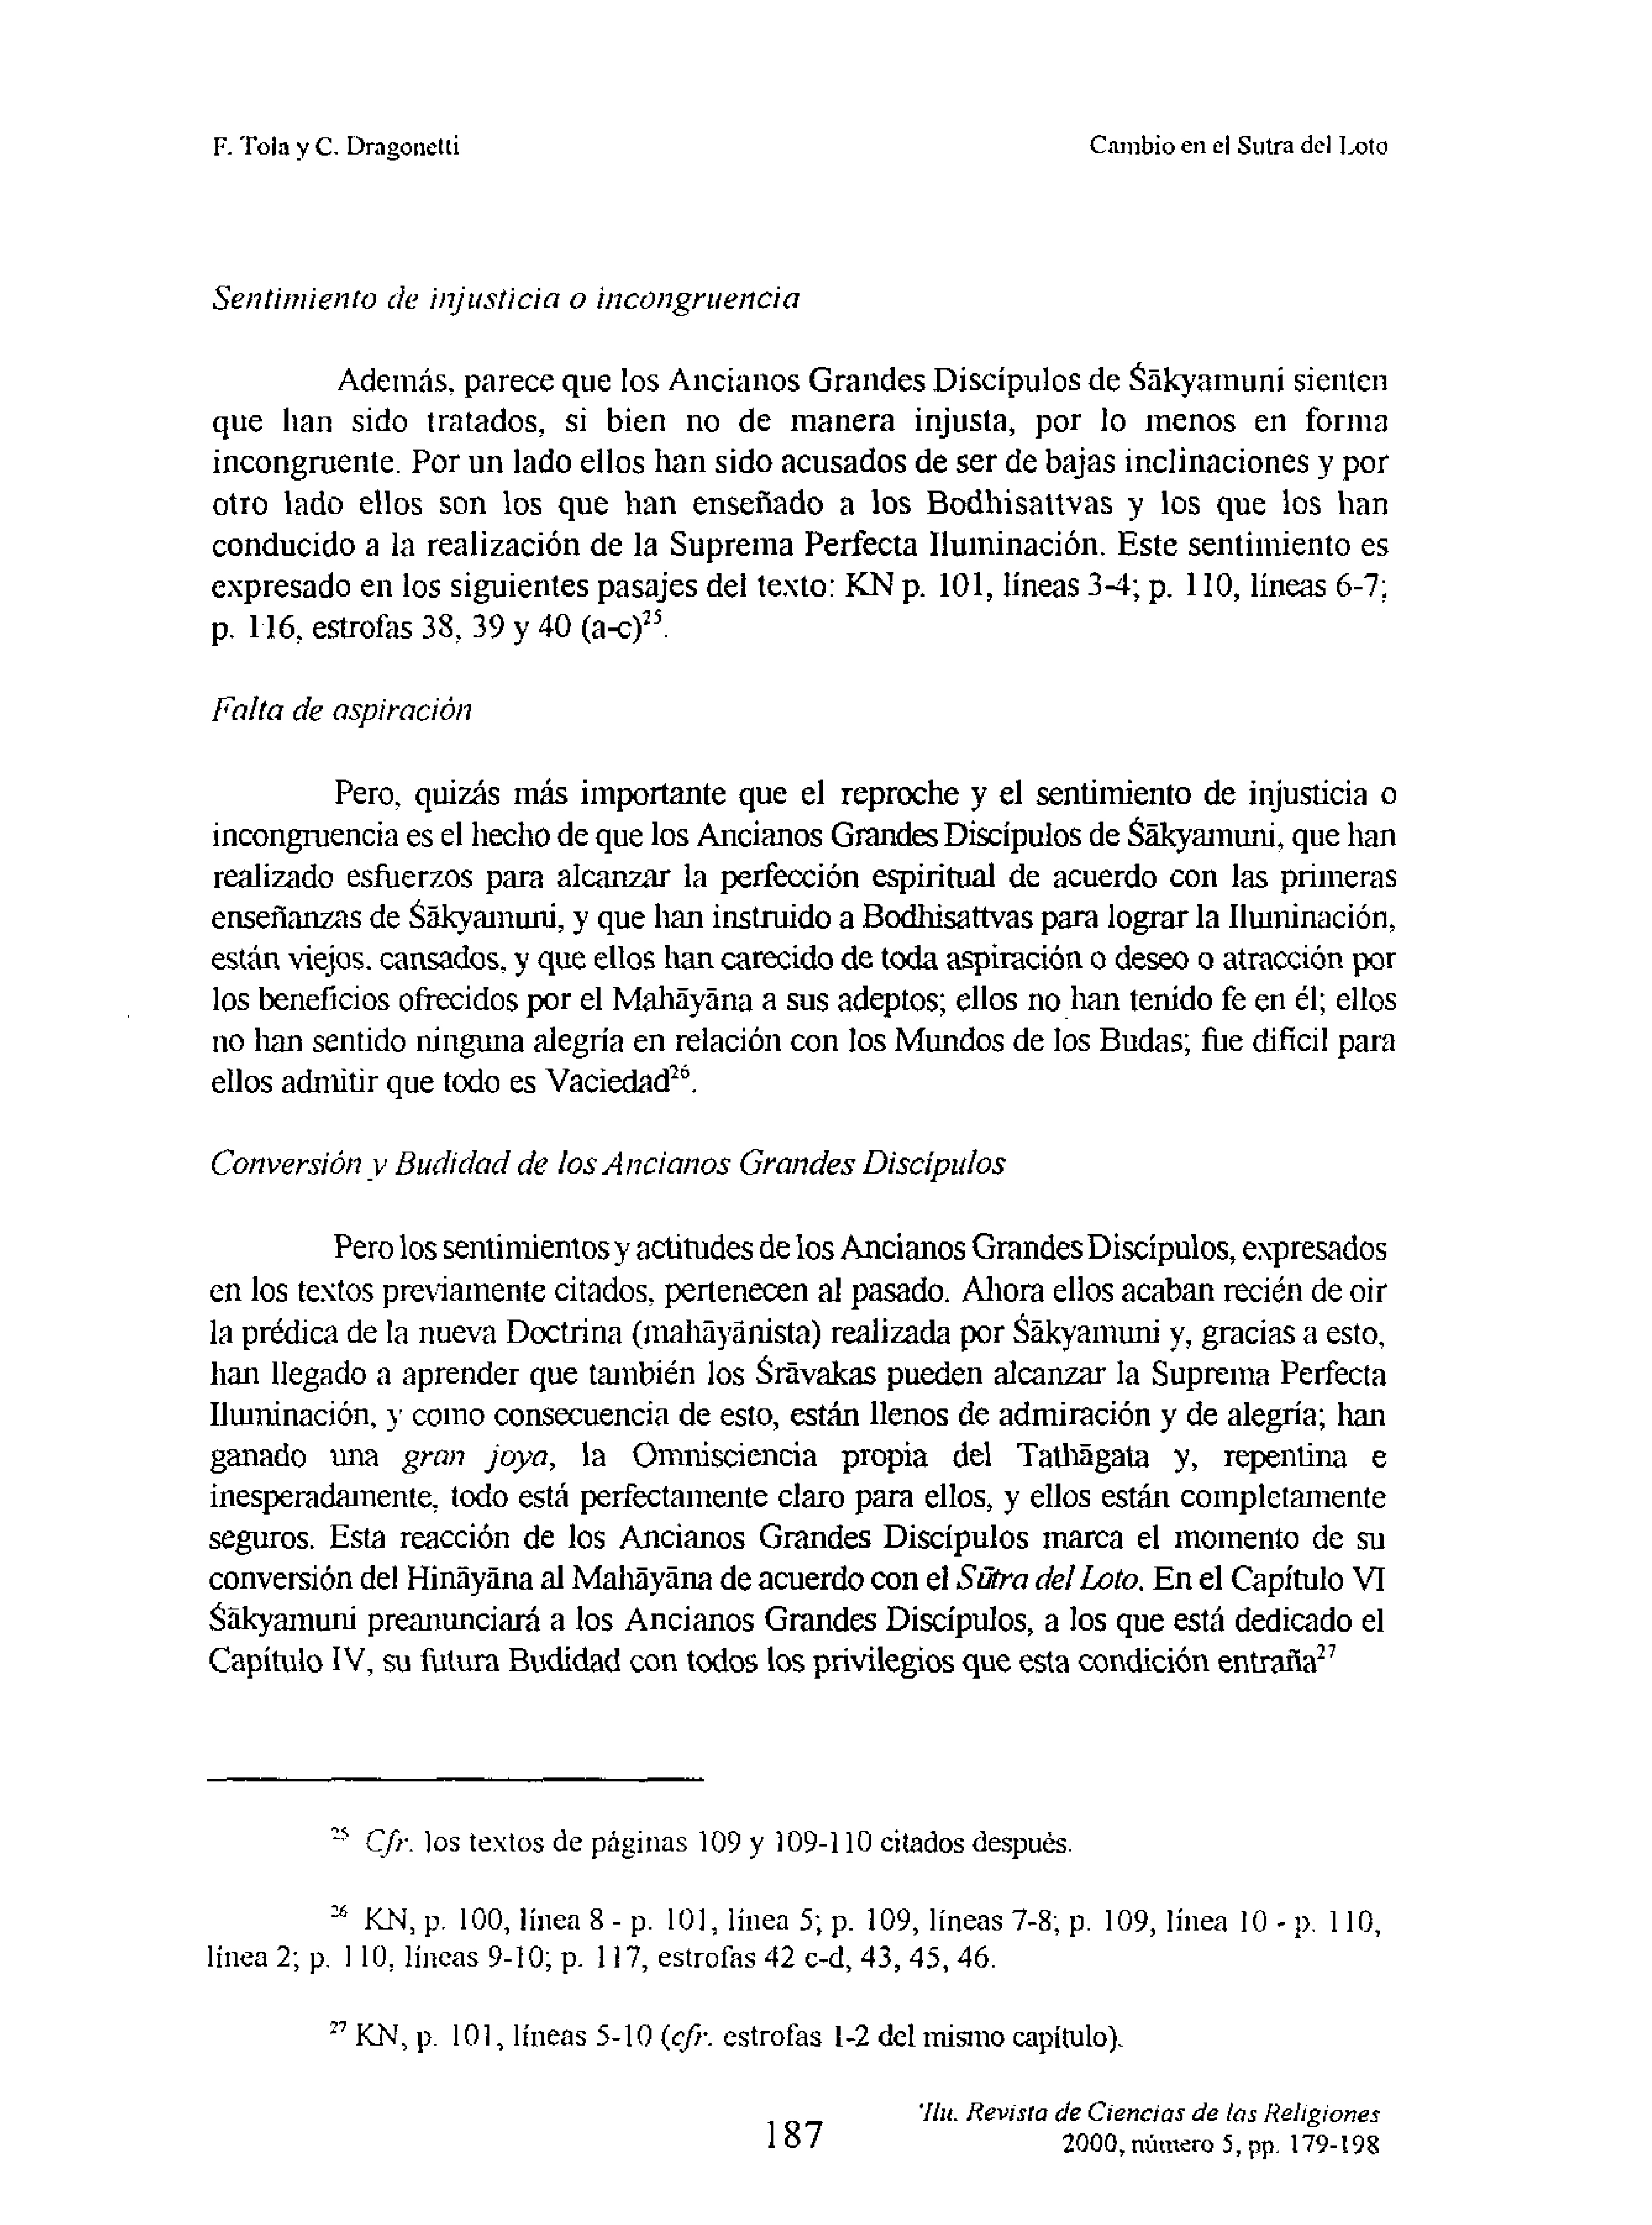 F. Tola y C. Dragonetti
Cambio en el Sutra del Loto
Sentimiento de injusticia o incongruencia
Además, parece que los Ancianos Grandes Discípulos de Śākyamuni sienten
que han sido tratados, si bien no de manera injusta, por lo menos en forma
incongruente. Por un lado ellos han sido acusados de ser de bajas inclinaciones y por
otro lado ellos son los que han enseñado a los Bodhisattvas y los que los han
conducido a la realización de la Suprema Perfecta Iluminación. Este sentimiento es
expresado en los siguientes pasajes del texto: KN p. 101, líneas 3-4; p. 110, líneas 6-7;
p. 116, estrofas 38, 39 y 40 (a-c)²⁵.
Falta de aspiración
Pero, quizás más importante que el reproche y el sentimiento de injusticia o
incongruencia es el hecho de que los Ancianos Grandes Discípulos de Śākyamuni, que han
realizado esfuerzos para alcanzar la perfección espiritual de acuerdo con las primeras
enseñanzas de Śākyamuni, y que han instruido a Bodhisattvas para lograr la Iluminación,
están viejos, cansados, y que ellos han carecido de toda aspiración o deseo o atracción por
los beneficios ofrecidos por el Mahāyāna a sus adeptos; ellos no han tenido fe en él; ellos
no han sentido ninguna alegría en relación con los Mundos de los Budas; fue difícil para
ellos admitir que todo es Vaciedad²⁶.
Conversión y Budidad de los Ancianos Grandes Discípulos
Pero los sentimientos y actitudes de los Ancianos Grandes Discípulos, expresados
en los textos previamente citados, pertenecen al pasado. Ahora ellos acaban recién de oir
la prédica de la nueva Doctrina (mahāyānista) realizada por Śākyamuni y, gracias a esto,
han llegado a aprender que también los Śrāvakas pueden alcanzar la Suprema Perfecta
Iluminación, y como consecuencia de esto, están llenos de admiración y de alegría; han
ganado una gran joya, la Omnisciencia propia del Tathāgata y, repentina e
inesperadamente, todo está perfectamente claro para ellos, y ellos están completamente
seguros. Esta reacción de los Ancianos Grandes Discípulos marca el momento de su
conversión del Hināyāna al Mahāyāna de acuerdo con el Sūtra del Loto. En el Capítulo VI
Śākyamuni preanunciará a los Ancianos Grandes Discípulos, a los que está dedicado el
Capítulo IV, su futura Budidad con todos los privilegios que esta condición entraña²⁷
²⁵ Cfr. los textos de páginas 109 y 109-110 citados después.
²⁶ KN, p. 100, línea 8 - p. 101, línea 5; p. 109, líneas 7-8; p. 109, línea 10 - p. 110,
línea 2; p. 110, líneas 9-10; p. 117, estrofas 42 c-d, 43, 45, 46.
²⁷ KN, p. 101, líneas 5-10 (cfr. estrofas 1-2 del mismo capítulo).
187
'Ilu. Revista de Ciencias de las Religiones
2000, número 5, pp. 179-198